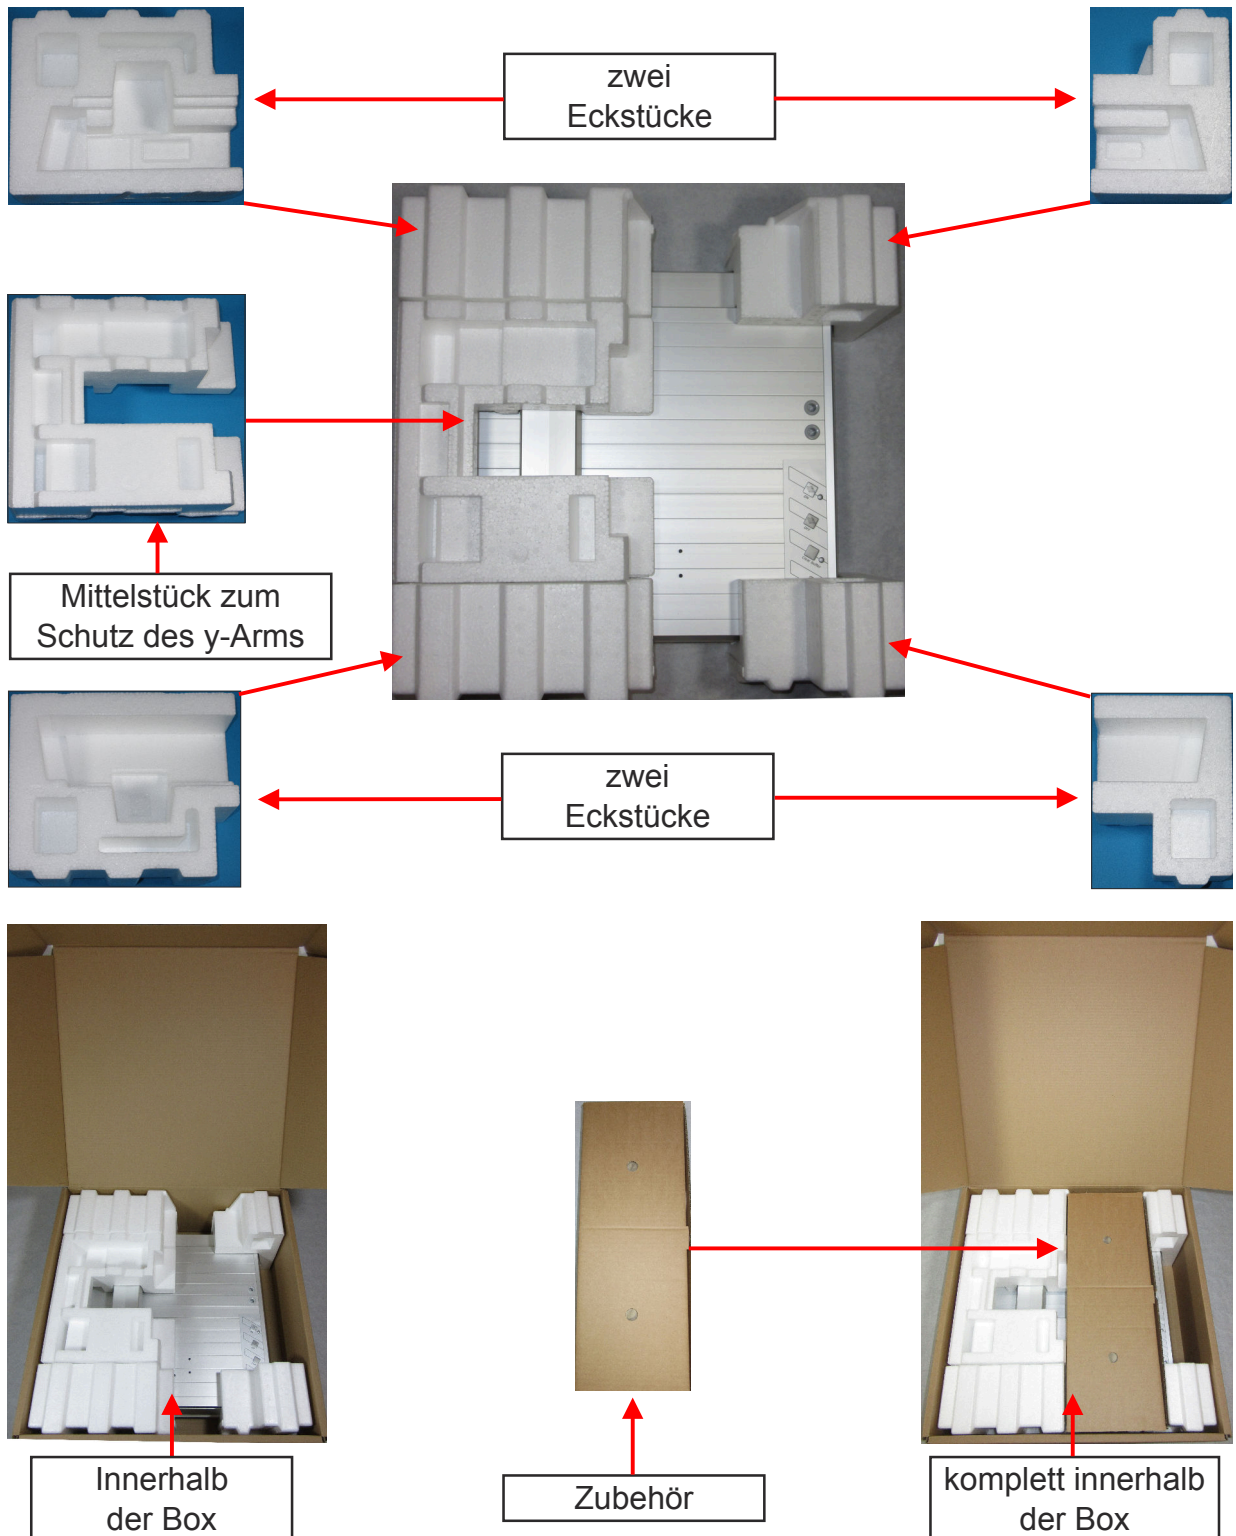 zwei
Eckstücke
Mittelstück zum
Schutz des y-Arms
zwei
Eckstücke
Innerhalb
der Box
Zubehör
komplett innerhalb
der Box